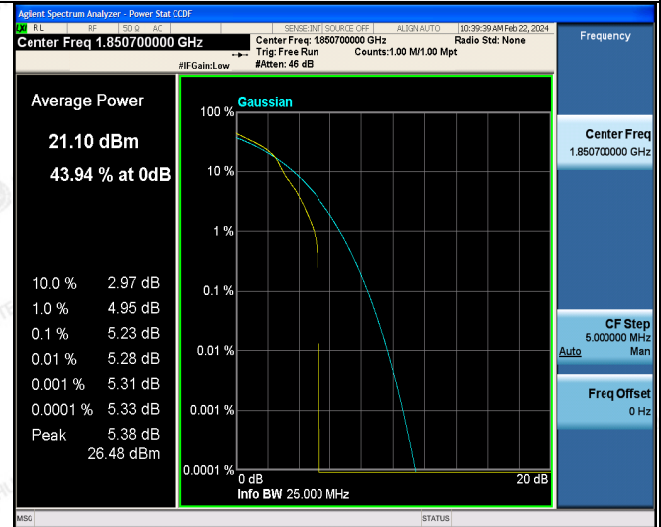 Agilent Spectrum Analyzer - Power Stat CCDF
LXI RL RF 50 Ω AC SENSE:INT SOURCE OFF ALIGN AUTO 10:39:39 AM Feb 22, 2024
Center Freq 1.850700000 GHz
Center Freq: 1.850700000 GHz Radio Std: None
Trig: Free Run Counts:1.00 M/1.00 Mpt
#IFGain:Low #Atten: 46 dB
Frequency
Average Power
21.10 dBm
43.94 % at 0dB
10.0 % 2.97 dB
1.0 % 4.95 dB
0.1 % 5.23 dB
0.01 % 5.28 dB
0.001 % 5.31 dB
0.0001 % 5.33 dB
Peak 5.38 dB
26.48 dBm
Gaussian
100 %
10 %
1 %
0.1 %
0.01 %
0.001 %
0.0001 %
0 dB 20 dB
Info BW 25.000 MHz
Center Freq
1.850700000 GHz
CF Step
5.000000 MHz
Auto Man
Freq Offset
0 Hz
MSG STATUS